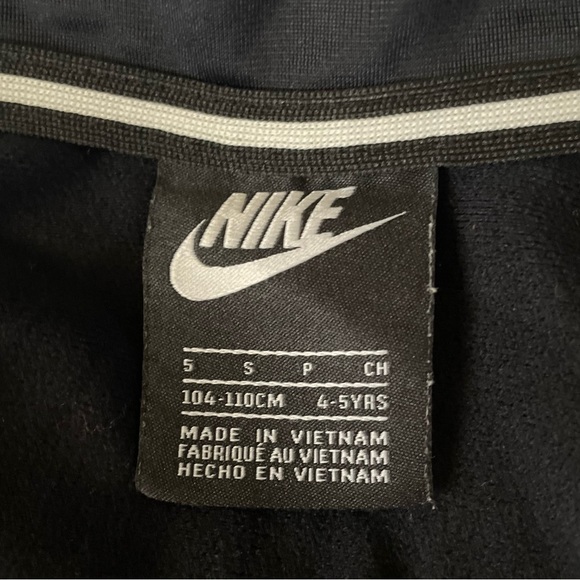 NIKE
5 S P CH
104-110CM 4-5YRS
MADE IN VIETNAM
FABRIQUÉ AU VIETNAM
HECHO EN VIETNAM